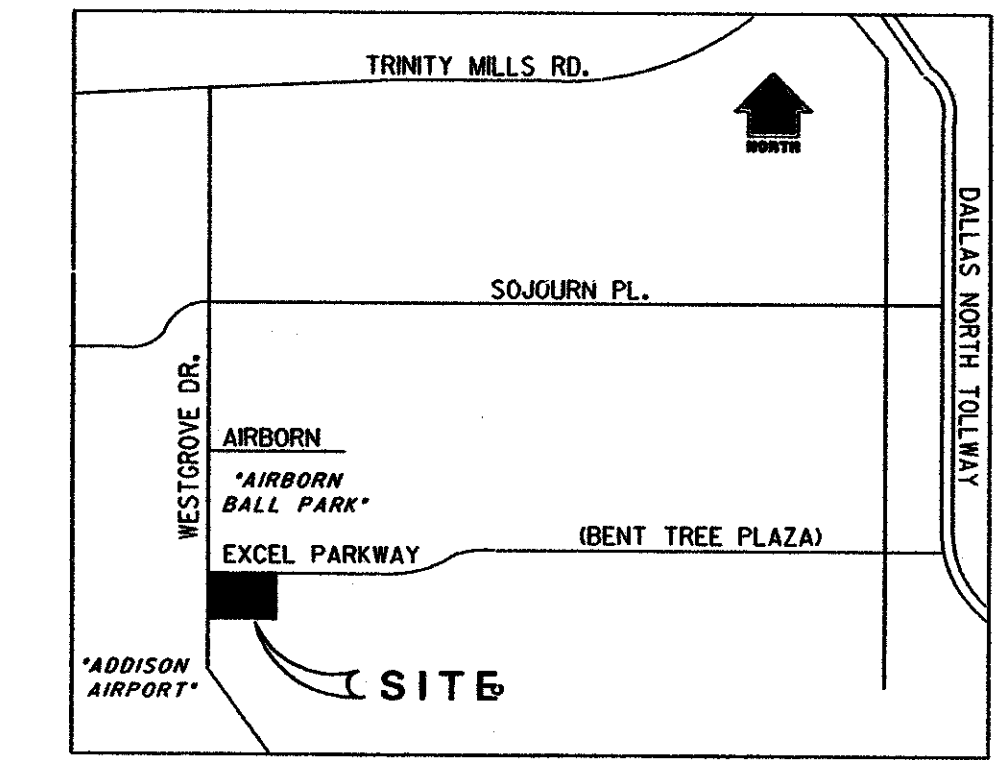 TRINITY MILLS RD.
NORTH
DALLAS NORTH TOLLWAY
SOJOURN PL.
WESTGROVE DR.
AIRBORN
"AIRBORN
BALL PARK"
EXCEL PARKWAY
(BENT TREE PLAZA)
"ADDISON
AIRPORT"
SITE